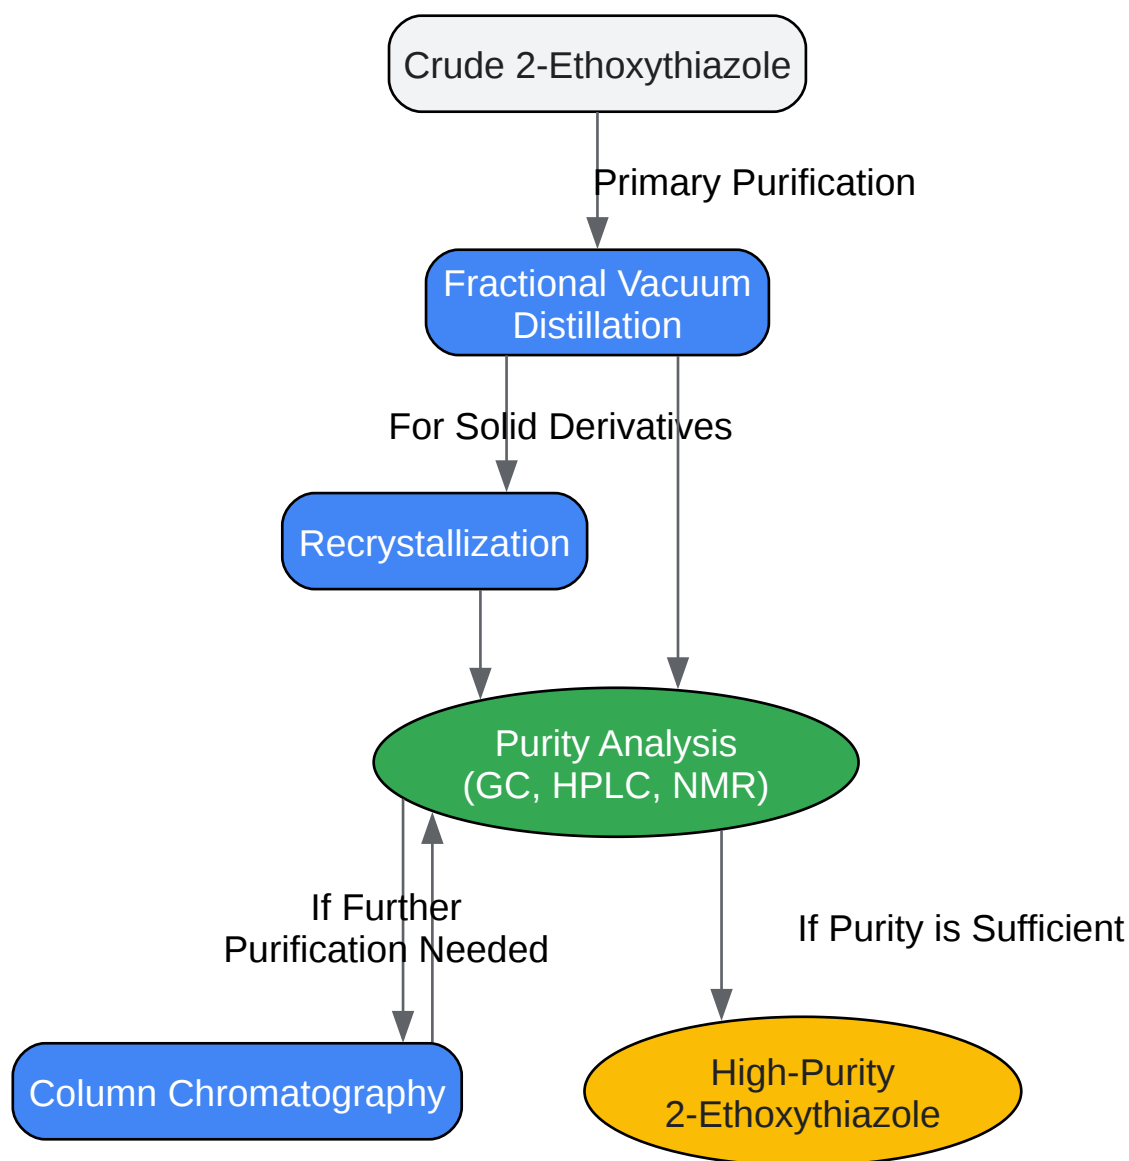 Crude 2-Ethoxythiazole
Primary Purification
Fractional Vacuum
Distillation
For Solid Derivatives
Recrystallization
Purity Analysis
(GC, HPLC, NMR)
If Further
Purification Needed
If Purity is Sufficient
Column Chromatography
High-Purity
2-Ethoxythiazole